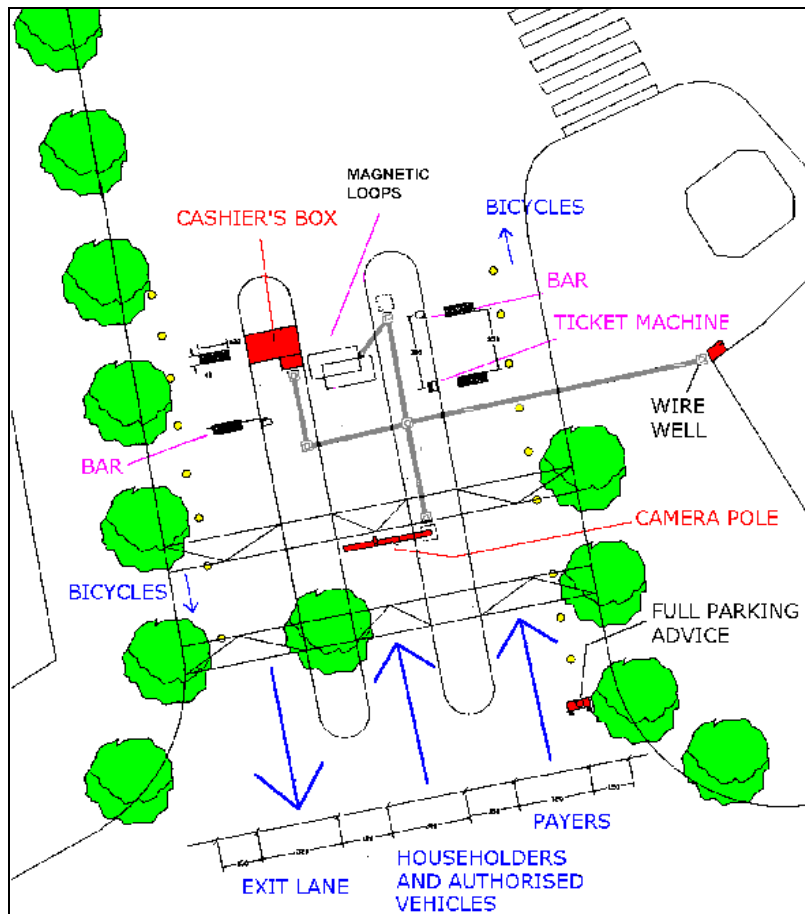 MAGNETIC
LOOPS
CASHIER'S BOX
BICYCLES
BAR
TICKET MACHINE
WIRE
WELL
BAR
CAMERA POLE
BICYCLES
FULL PARKING
ADVICE
PAYERS
HOUSEHOLDERS
AND AUTHORISED
VEHICLES
EXIT LANE